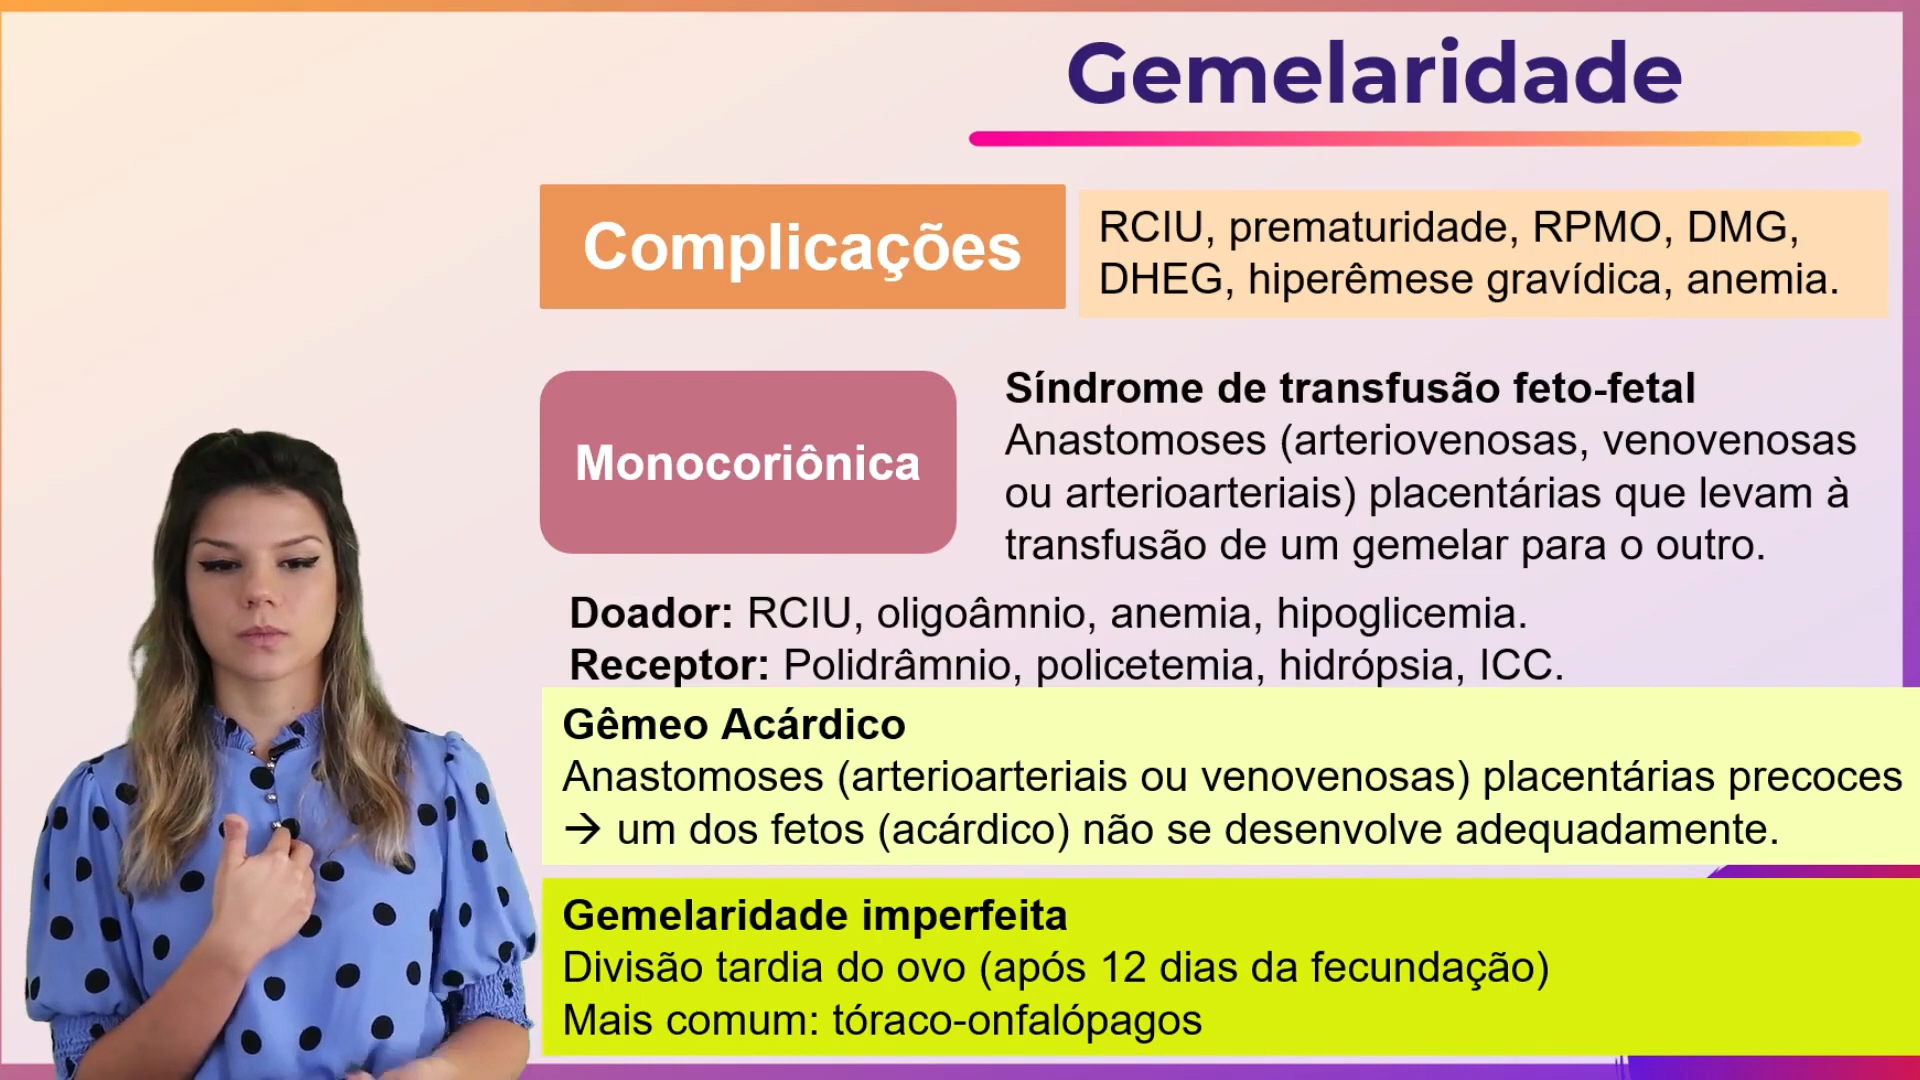 Gemelaridade
Complicações
RCIU, prematuridade, RPMO, DMG,
DHEG, hiperêmese gravídica, anemia.
Monocoriônica
Síndrome de transfusão feto-fetal
Anastomoses (arteriovenosas, venovenosas
ou arterioarteriais) placentárias que levam à
transfusão de um gemelar para o outro.
Doador: RCIU, oligoâmnio, anemia, hipoglicemia.
Receptor: Polidrâmnio, policetemia, hidrópsia, ICC.
Gêmeo Acárdico
Anastomoses (arterioarteriais ou venovenosas) placentárias precoces
→ um dos fetos (acárdico) não se desenvolve adequadamente.
Gemelaridade imperfeita
Divisão tardia do ovo (após 12 dias da fecundação)
Mais comum: tóraco-onfalópagos